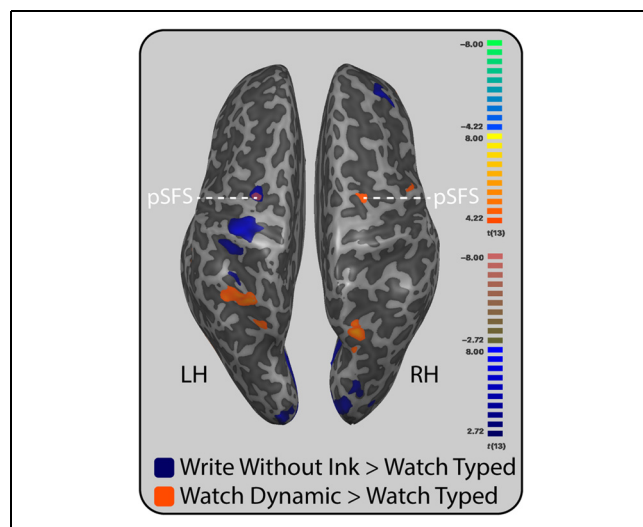 -8.00
-4.22
8.00
pSFS pSFS
4.22
t(13)
-8.00
-2.72
8.00
LH RH
2.72
t(13)
Write Without Ink > Watch Typed
Watch Dynamic > Watch Typed